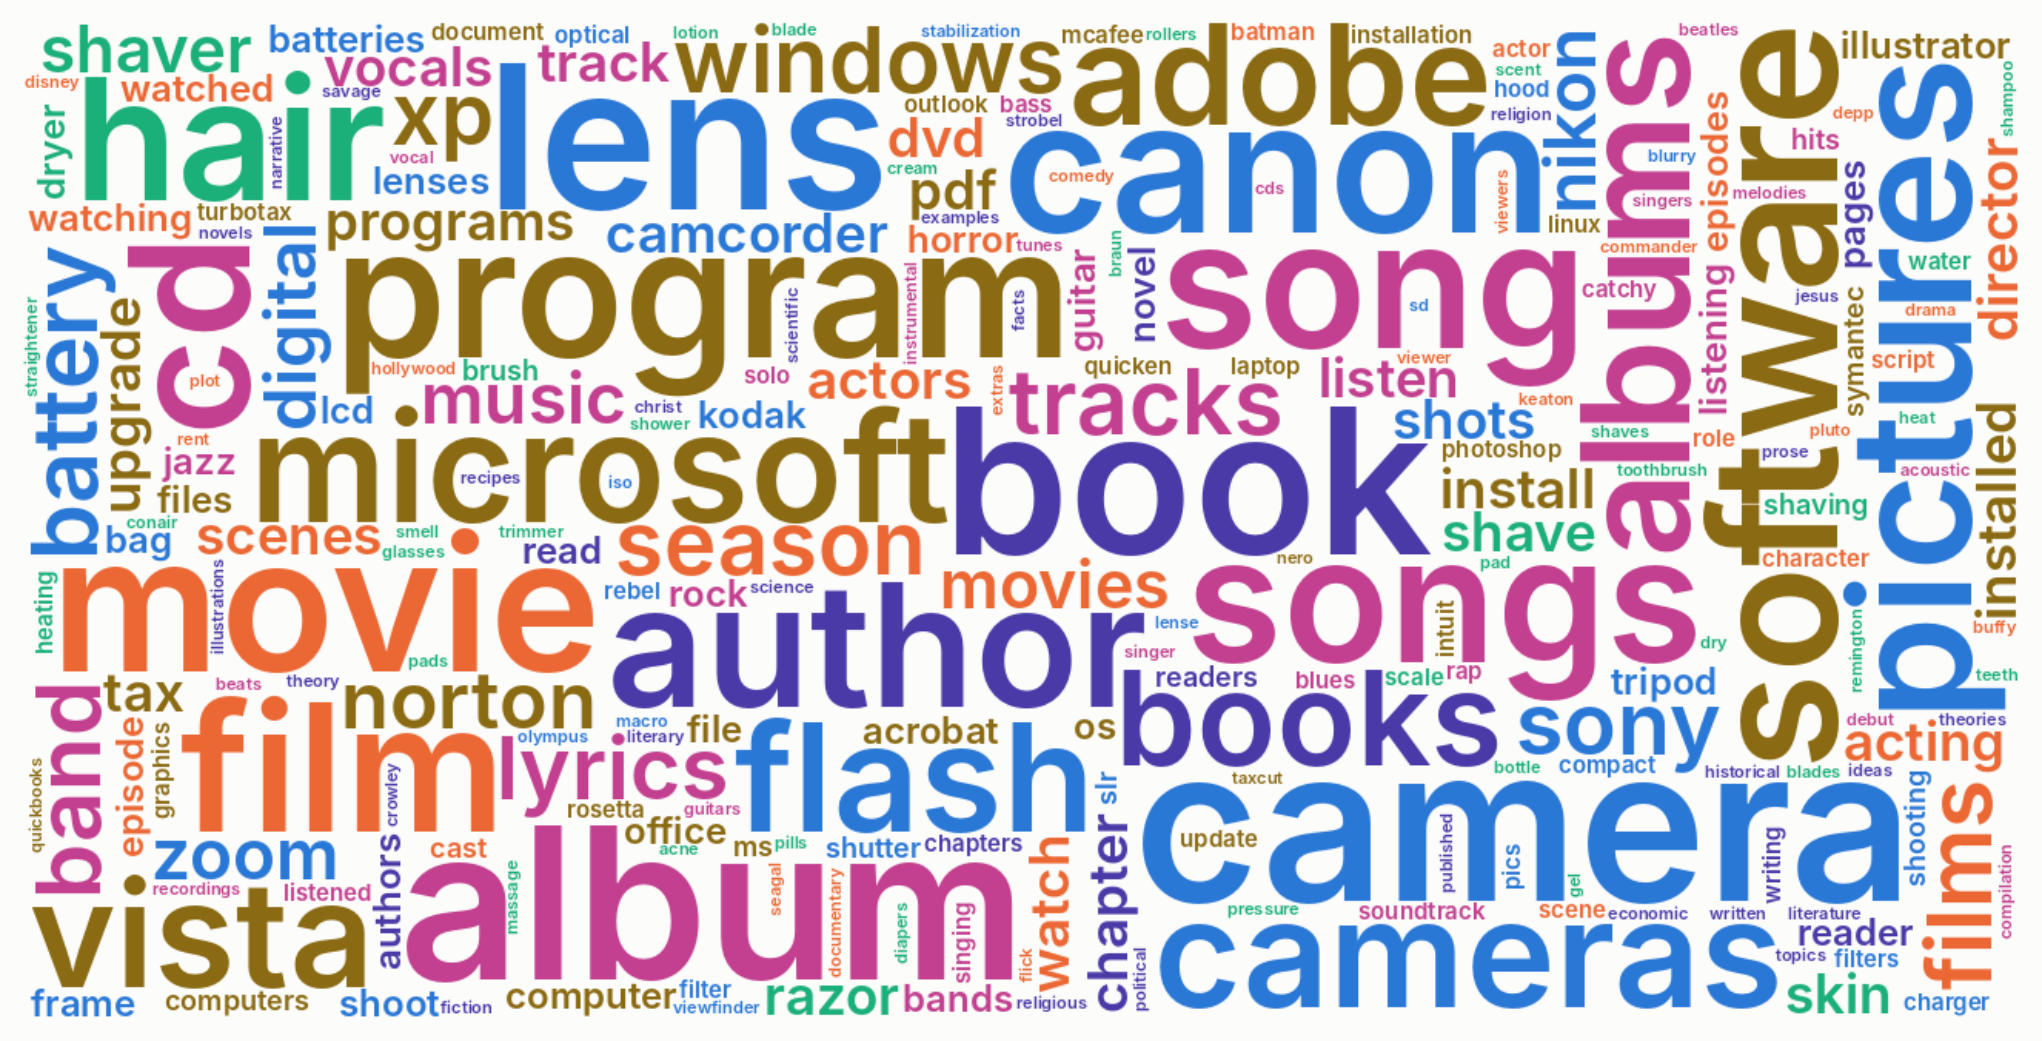 shaver
batteries
document
optical
lotion
blade
stabilization
mcafee
rollers
batman
installation
beatles
illustrator
disney
watched
vocals
savage
track
windows
adobe
actor
scent
hood
religion
nikon
albums
software
pictures
shampoo
dryer
hair
narrative
xp
vocal
lenses
lens
outlook
bass
strobel
dvd
cream
pdf
examples
canon
comedy
cds
viewers
linux
blurry
singers
commander
episodes
listening
melodies
hits
depp
pages
director
watching
turbotax
novels
programs
camcorder
horror
tunes
battery
cd
digital
program
scientific
instrumental
facts
guitar
braun
novel
song
sd
catchy
water
jesus
symantec
drama
script
straightener
upgrade
plot
hollywood
brush
solo
actors
extras
quicken
laptop
viewer
listen
keaton
lcd
music
christ
shower
kodak
tracks
shots
shaves
role
pluto
heat
installed
rent
jazz
files
microsoft
recipes
iso
book
photoshop
install
toothbrush
prose
acoustic
shaving
conair
bag
scenes
smell
glasses
trimmer
read
season
nero
shave
pad
character
heating
movie
illustrations
pads
rebel
rock
science
movies
songs
intuit
dry
remington
buffy
author
lense
singer
readers
blues
scale
rap
tripod
teeth
band
tax
beats
theory
norton
books
sony
debut
theories
acting
quickbooks
episode
graphics
film
crowley
olympus
macro
literary
file
lyrics
flash
acrobat
os
slr
bottle
compact
historical
blades
ideas
rosetta
guitars
taxcut
camera
update
published
pics
gel
writing
shooting
films
compilation
zoom
recordings
listened
authors
cast
massage
office
acne
ms
pills
shutter
chapters
watch
chapter
vista
album
seagal
documentary
diapers
singing
flick
political
pressure
soundtrack
scene
economic
written
literature
cameras
reader
topics
filters
frame
computers
shoot
fiction
computer
filter
viewfinder
razor
bands
religious
skin
charger